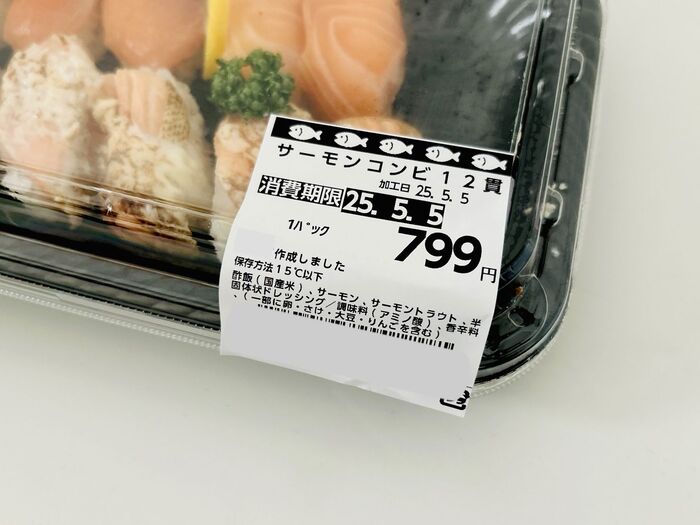 サーモンコンビ12貫
加工日 25.5.5
消費期限 25.5.5
1パック
799円
作成しました
保存方法15℃以下
酢飯(国産米)、サーモン、サーモントラウト、半
固体状ドレッシング/調味料(アミノ酸)、香辛料
、(一部に卵・さけ・大豆・りんごを含む)